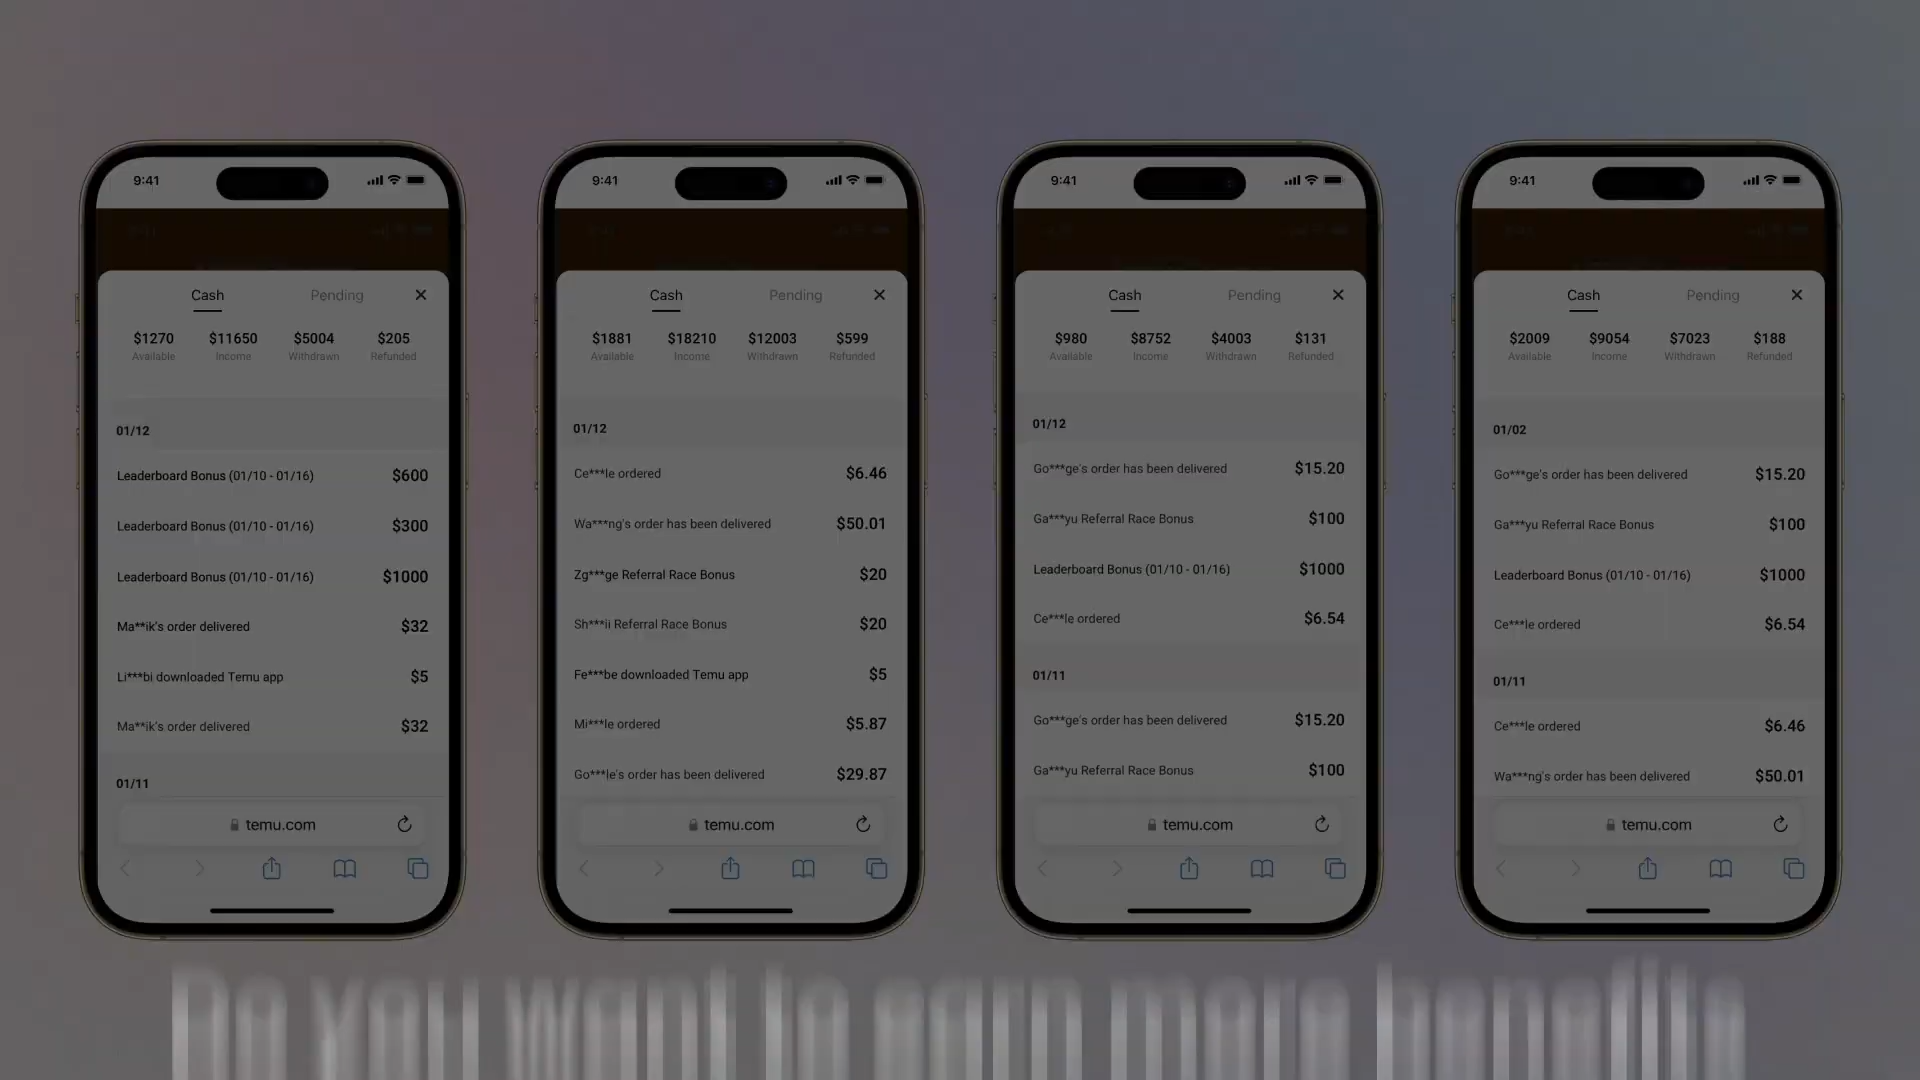 9:41
Cash Pending
$1270 $11650 $5004 $205
Available Income Withdrawn Refunded
01/12
Leaderboard Bonus (01/10 - 01/16) $600
Leaderboard Bonus (01/10 - 01/16) $300
Leaderboard Bonus (01/10 - 01/16) $1000
Ma**ik's order delivered $32
Li***bi downloaded Temu app $5
Ma**ik's order delivered $32
01/11
temu.com
9:41
Cash Pending
$1881 $18210 $12003 $599
Available Income Withdrawn Refunded
01/12
Ce***le ordered $6.46
Wa***ng's order has been delivered $50.01
Zg***ge Referral Race Bonus $20
Sh***ii Referral Race Bonus $20
Fe***be downloaded Temu app $5
Mi***le ordered $5.87
Go***le's order has been delivered $29.87
temu.com
9:41
Cash Pending
$980 $8752 $4003 $131
Available Income Withdrawn Refunded
01/12
Go***ge's order has been delivered $15.20
Ga***yu Referral Race Bonus $100
Leaderboard Bonus (01/10 - 01/16) $1000
Ce***le ordered $6.54
01/11
Go***ge's order has been delivered $15.20
Ga***yu Referral Race Bonus $100
temu.com
9:41
Cash Pending
$2009 $9054 $7023 $188
Available Income Withdrawn Refunded
01/02
Go***ge's order has been delivered $15.20
Ga***yu Referral Race Bonus $100
Leaderboard Bonus (01/10 - 01/16) $1000
Ce***le ordered $6.54
01/11
Ce***le ordered $6.46
Wa***ng's order has been delivered $50.01
temu.com
Do you want to earn more benefits